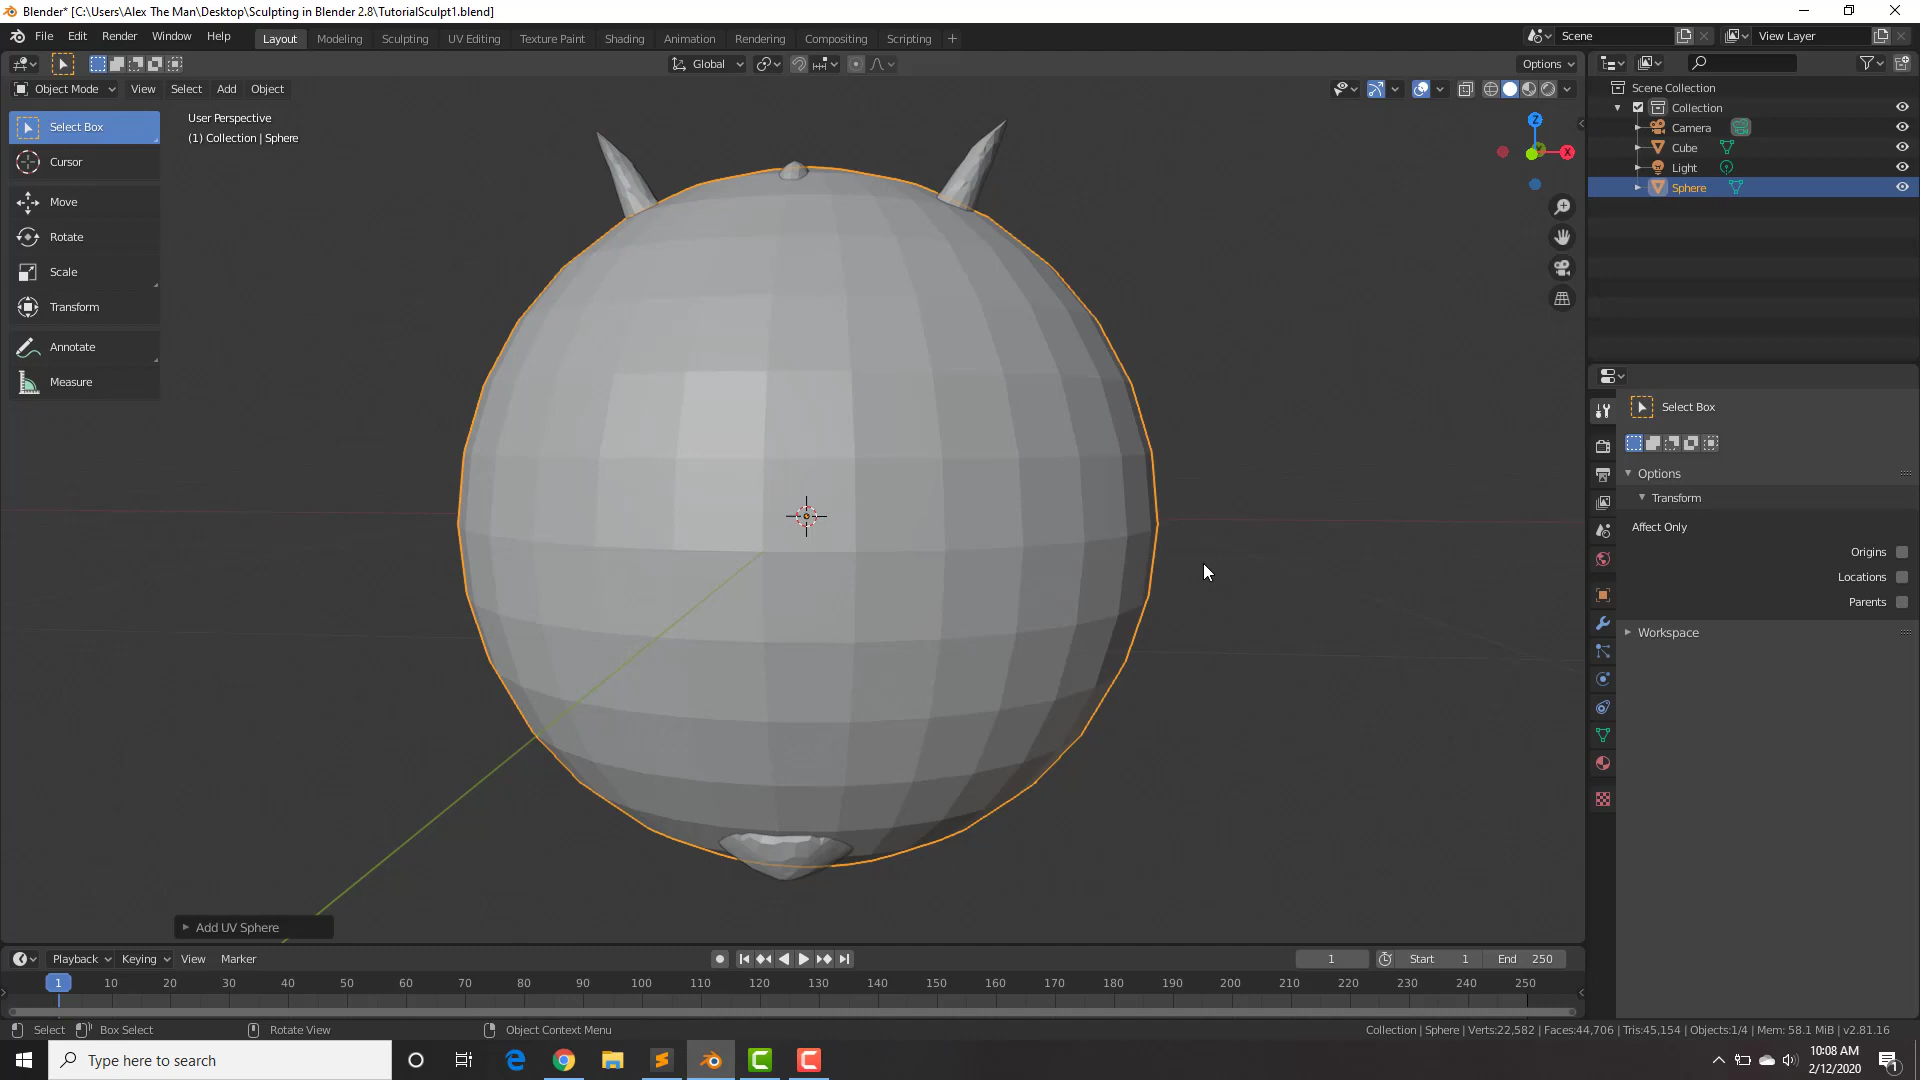 Blender* [C:\Users\Alex The Man\Desktop\Sculpting in Blender 2.8\TutorialSculpt1.blend]
File Edit Render Window Help
Layout Modeling Sculpting UV Editing Texture Paint Shading Animation Rendering Compositing Scripting +
Scene
View Layer
Global
Options
Object Mode View Select Add Object
Select Box
Cursor
Move
Rotate
Scale
Transform
Annotate
Measure
User Perspective
(1) Collection | Sphere
Z
X
Scene Collection
Collection
Camera
Cube
Light
Sphere
Select Box
Options
Transform
Affect Only
Origins
Locations
Parents
Workspace
Add UV Sphere
Playback Keying View Marker
1
Start 1
End 250
1 10 20 30 40 50 60 70 80 90 100 110 120 130 140 150 160 170 180 190 200 210 220 230 240 250
Select Box Select Rotate View Object Context Menu
Collection | Sphere | Verts:22,582 | Faces:44,706 | Tris:45,154 | Objects:1/4 | Mem: 58.1 MiB | v2.81.16
Type here to search
10:08 AM
2/12/2020
1